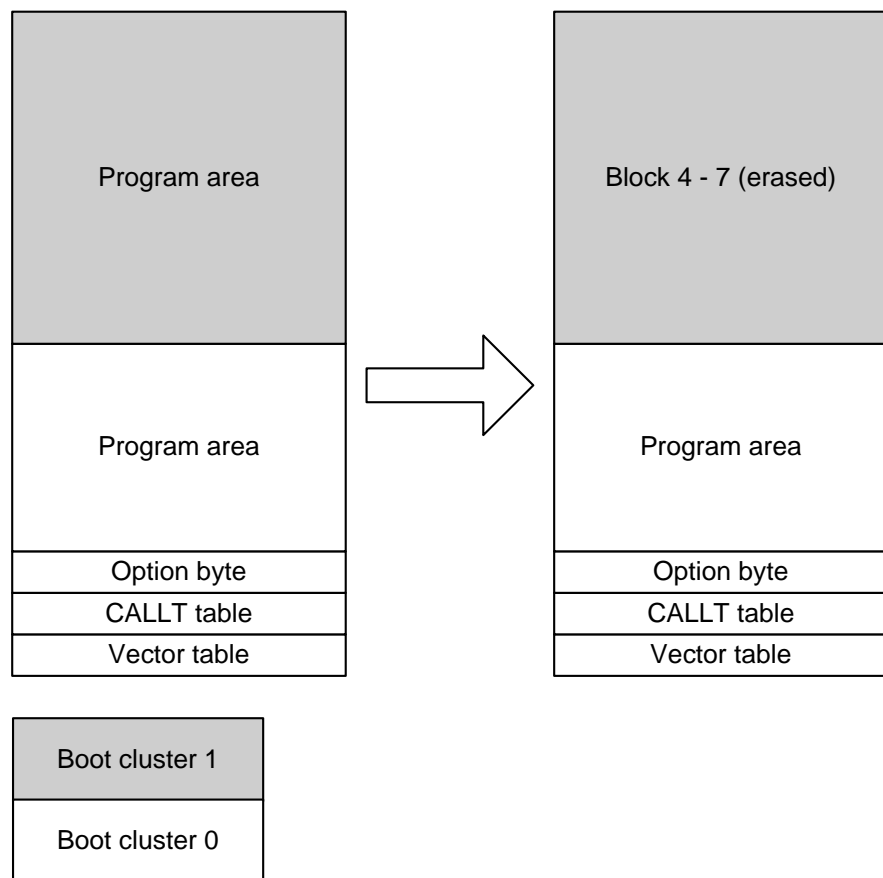 Program area
Program area
Option byte
CALLT table
Vector table
Block 4 - 7 (erased)
Program area
Option byte
CALLT table
Vector table
Boot cluster 1
Boot cluster 0